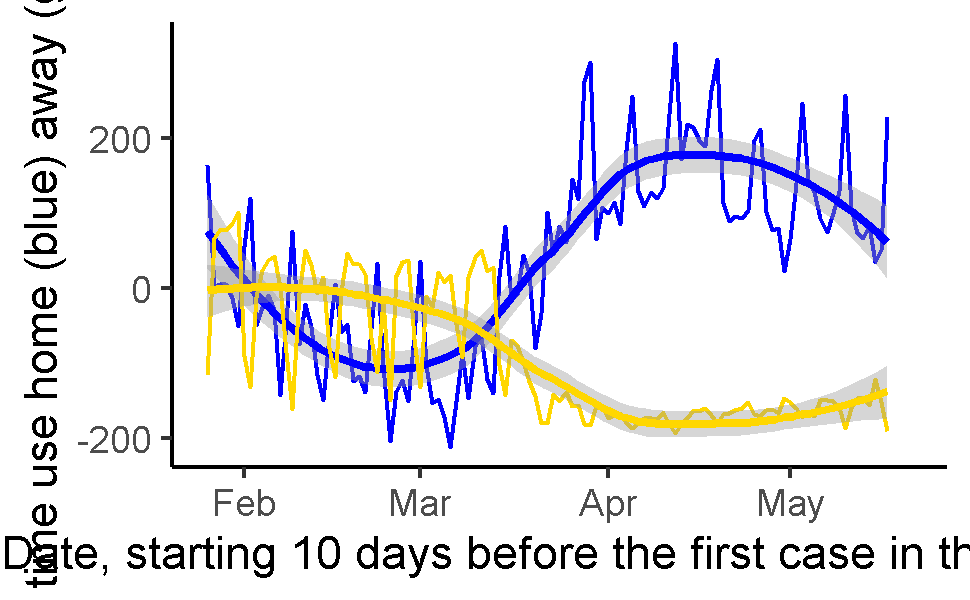 time use home (blue) away (
200
0
-200
Feb Mar Apr May
Date, starting 10 days before the first case in